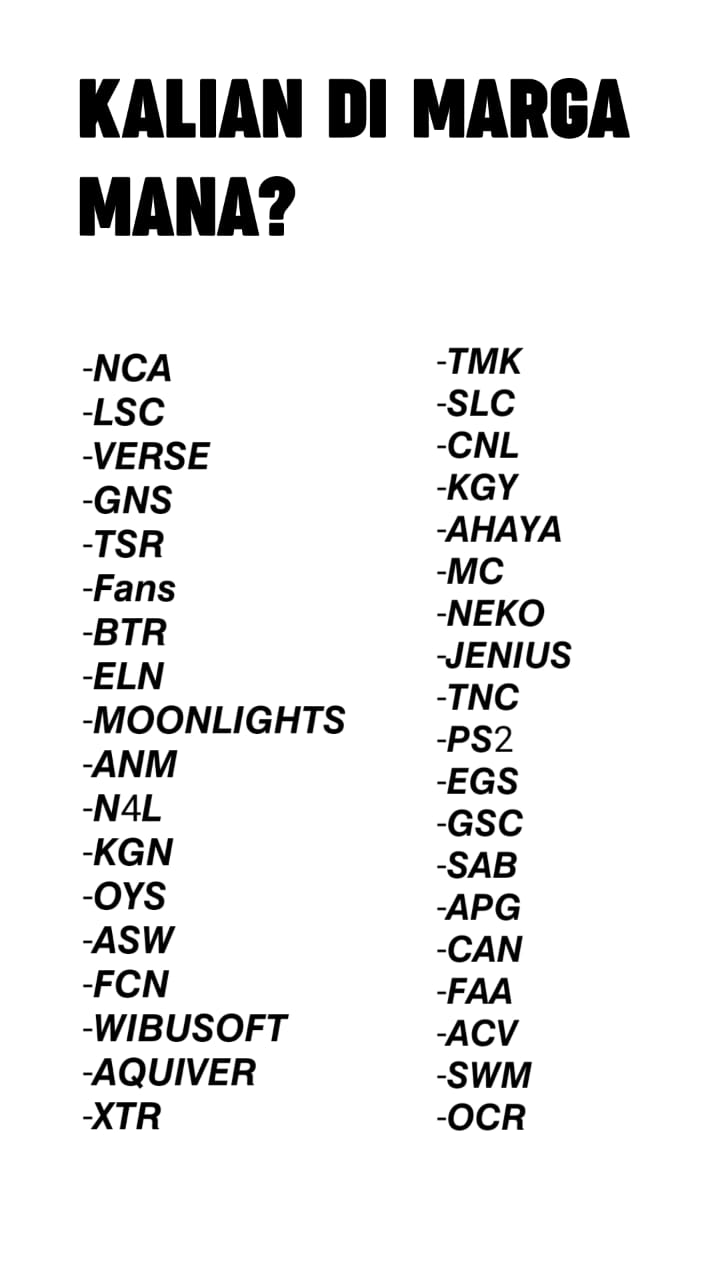 KALIAN DI MARGA
MANA?
-NCA
-LSC
-VERSE
-GNS
-TSR
-Fans
-BTR
-ELN
-MOONLIGHTS
-ANM
-N4L
-KGN
-OYS
-ASW
-FCN
-WIBUSOFT
-AQUIVER
-XTR
-TMK
-SLC
-CNL
-KGY
-AHAYA
-MC
-NEKO
-JENIUS
-TNC
-PS2
-EGS
-GSC
-SAB
-APG
-CAN
-FAA
-ACV
-SWM
-OCR